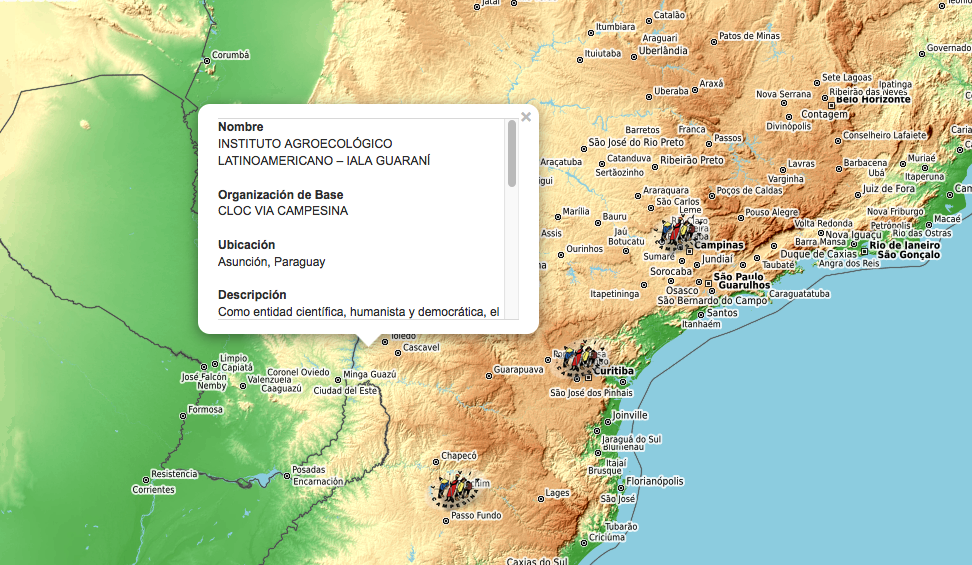 Jataí
Catalão
Itumbiara
Araguari
Patos de Minas
Uberlândia
Ituiutaba
Governado
Corumbá
Sete Lagoas
Ipatinga
Araxá
Nova Serrana
Ribeirão das Neves
Uberaba
Belo Horizonte
Contagem
Divinópolis
Barretos
Franca
Passos
Conselheiro Lafaiete
São José do Rio Preto
Catanduva
Ribeirão Preto
Araçatuba
Sertãozinho
Lavras
Varginha
Barbacena
Ubá
Muriaé
Itaperuna
igui
Araraquara
Poços de Caldas
Juiz de Fora
Cam
São Carlos
Leme
Marília
Bauru
Pouso Alegre
Nova Friburgo
Macaé
Volta Redonda
Petrópolis
Rio das Ostras
Assis
Jaú
Botucatu
Campinas
Barra Mansa
Nova Iguaçu
Rio de Janeiro
Ourinhos
Sumaré
Jundiaí
Duque de Caxias
São Gonçalo
Taubaté
Angra dos Reis
Sorocaba
São Paulo
Osasco
Guarulhos
Itapetininga
São Bernardo do Campo
Caraguatatuba
Santos
Itanhaém
×
Nombre
INSTITUTO AGROECOLÓGICO
LATINOAMERICANO – IALA GUARANÍ
Organización de Base
CLOC VIA CAMPESINA
Ubicación
Asunción, Paraguay
Descripción
Como entidad científica, humanista y democrática, el
Toledo
Cascavel
Limpio
Capiatá
José Falcón
Nemby
Coronel Oviedo
Valenzuela
Caaguazú
Minga Guazú
Ciudad del Este
Guarapuava
Curitiba
São José dos Pinhais
Formosa
Joinville
Jaraguá do Sul
Blumenau
Chapecó
Itajaí
Brusque
Resistencia
Posadas
Encarnación
Corrientes
CAMPESINA
Florianópolis
Lages
São José
Passo Fundo
Tubarão
Criciúma
Caxias do Sul